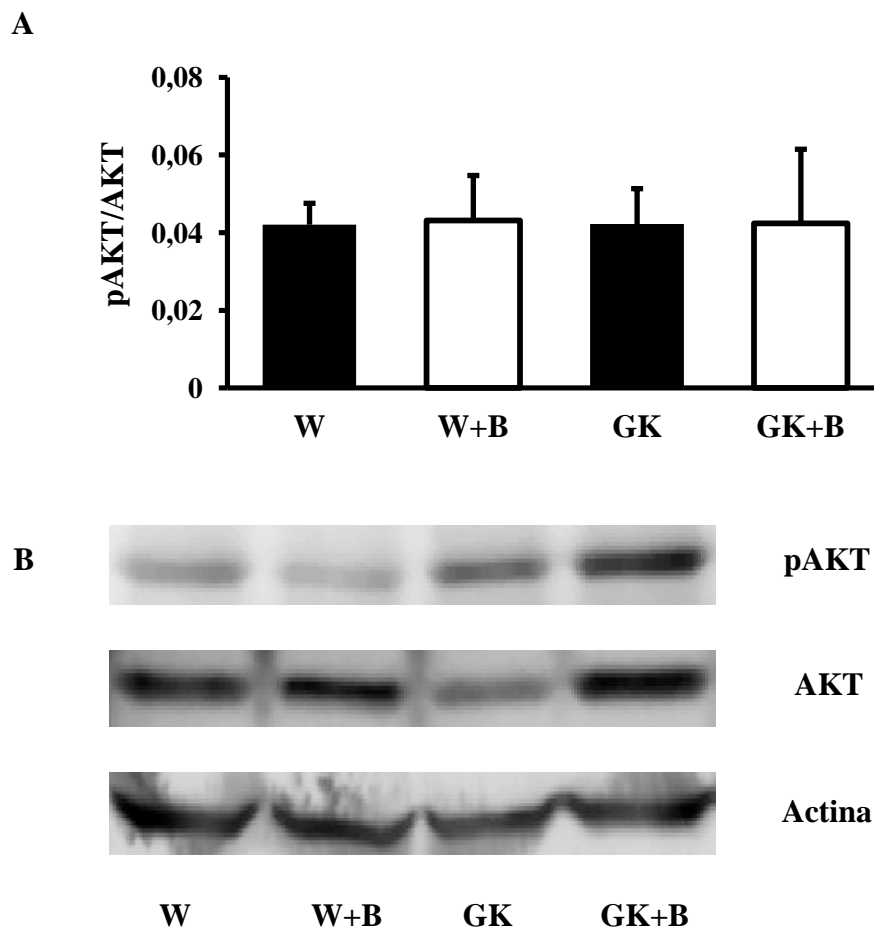 A
0,08
0,06
0,04
0,02
0
pAKT/AKT
W W+B GK GK+B
B
pAKT
AKT
Actina
W W+B GK GK+B